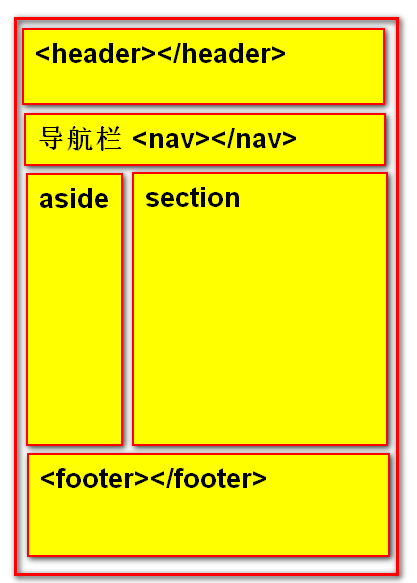 <header></header>
导航栏 <nav></nav>
aside
section
<footer></footer>